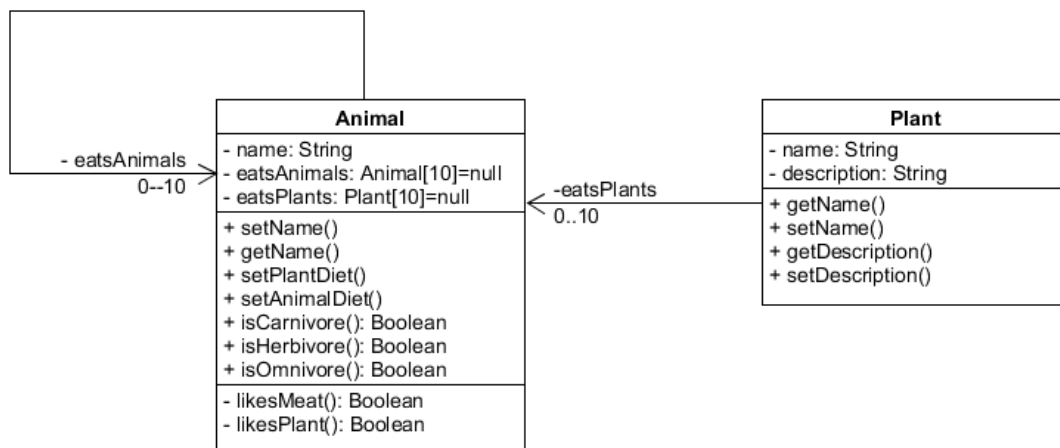 Animal
- name: String
- eatsAnimals: Animal[10]=null
- eatsPlants: Plant[10]=null
+ setName()
+ getName()
+ setPlantDiet()
+ setAnimalDiet()
+ isCarnivore(): Boolean
+ isHerbivore(): Boolean
+ isOmnivore(): Boolean
- likesMeat(): Boolean
- likesPlant(): Boolean
- eatsAnimals
0--10
-eatsPlants
0..10
Plant
- name: String
- description: String
+ getName()
+ setName()
+ getDescription()
+ setDescription()